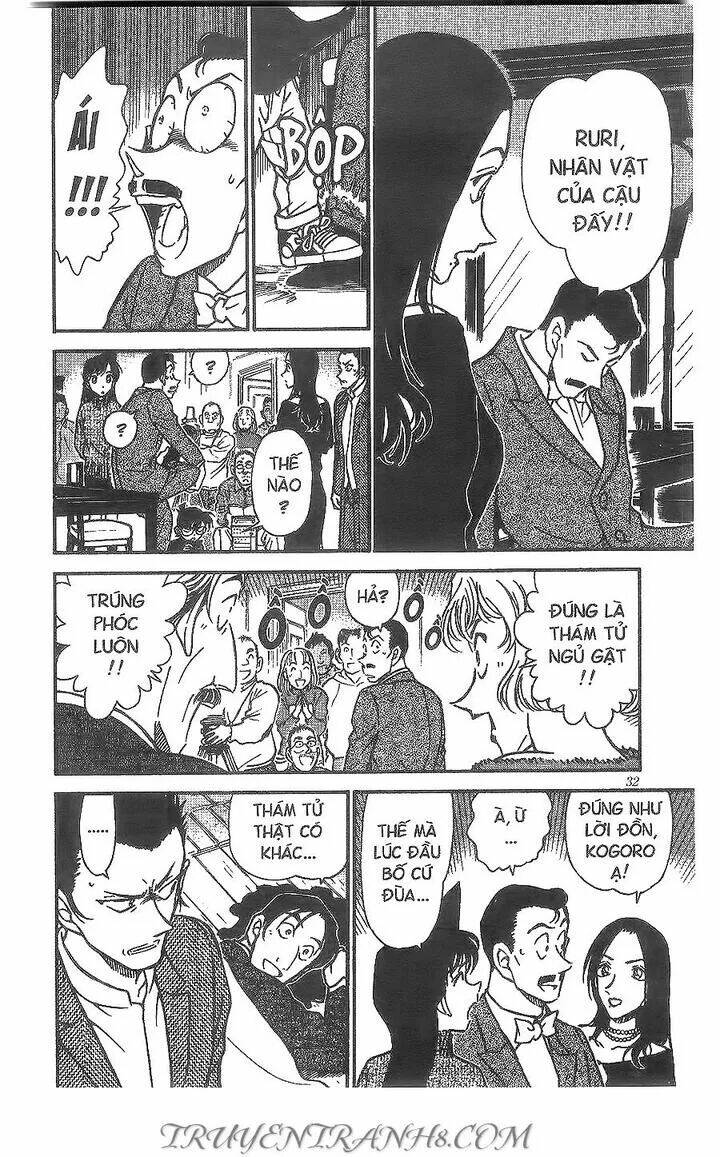 RURI,
NHÂN VẬT
CỦA CẬU
ĐẤY!!
BỘP
ÁI
!!!
?
?
THẾ
NÀO
?
ĐÚNG LÀ
THÁM TỬ
NGỦ GẬT
!!
HẢ?
TRÚNG
PHÓC
LUÔN
!!
32
ĐÚNG NHƯ
LỜI ĐỒN,
KOGORO
Ạ!
À, Ừ
...
THẾ MÀ
LÚC ĐẦU
BỐ CỨ
ĐÙA...
THÁM TỬ
THẬT CÓ
KHÁC...
......
TRUYENTRANH8.COM